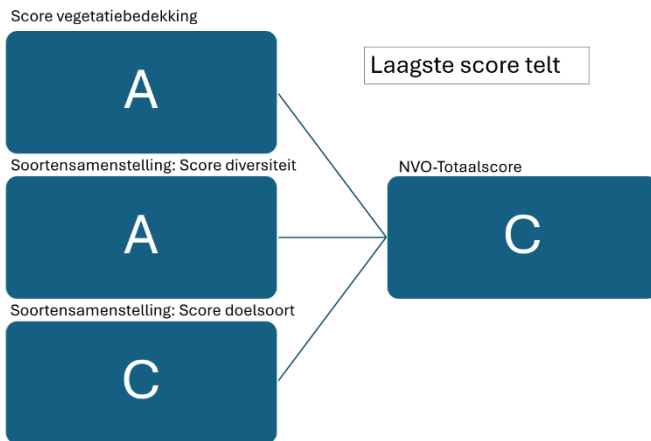 Score vegetatiebedekking
A
Laagste score telt
Soortensamenstelling: Score diversiteit
A
NVO-Totaalscore
C
Soortensamenstelling: Score doelsoort
C